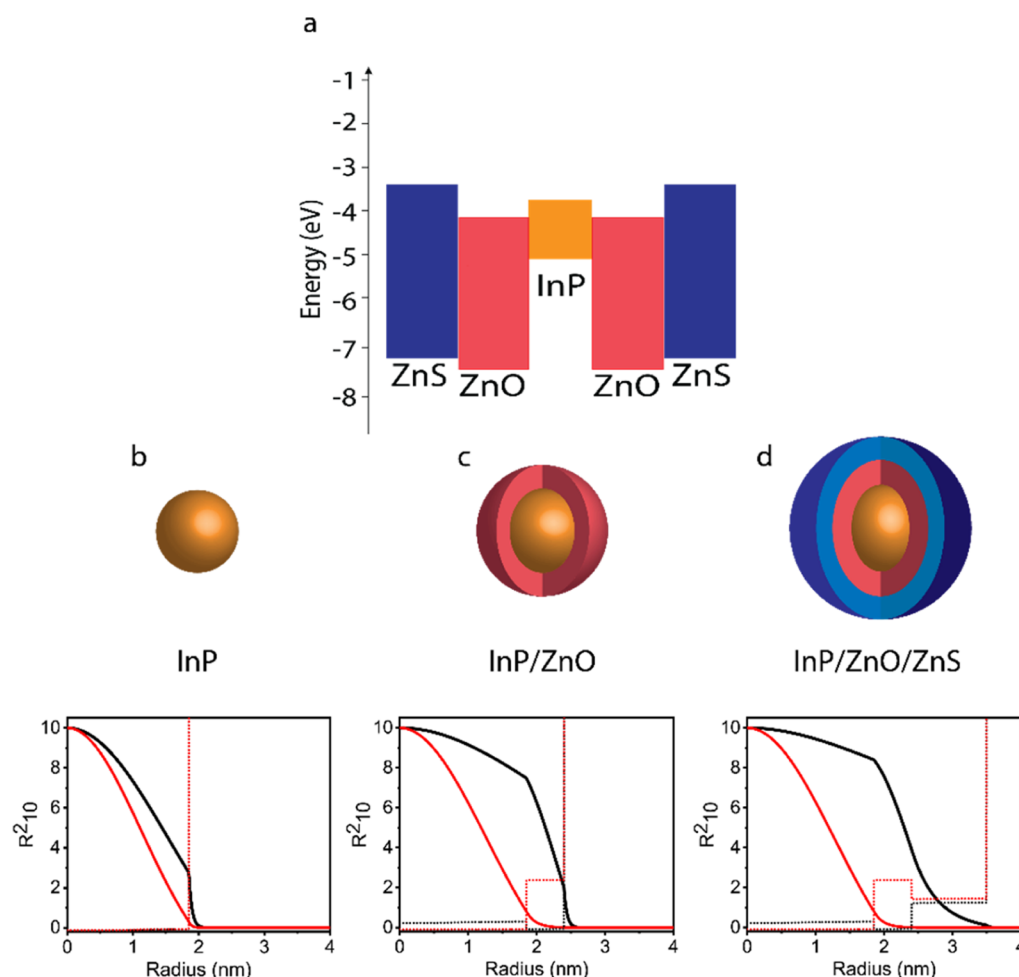 a
-1
-2
-3
-4
-5
-6
-7
-8
Energy (eV)
InP
ZnS
ZnO
ZnO
ZnS
b
c
d
InP
InP/ZnO
InP/ZnO/ZnS
10
8
6
4
2
0
R²10
0 1 2 3 4
Radius (nm)
10
8
6
4
2
0
R²10
0 1 2 3 4
Radius (nm)
10
8
6
4
2
0
R²10
0 1 2 3 4
Radius (nm)